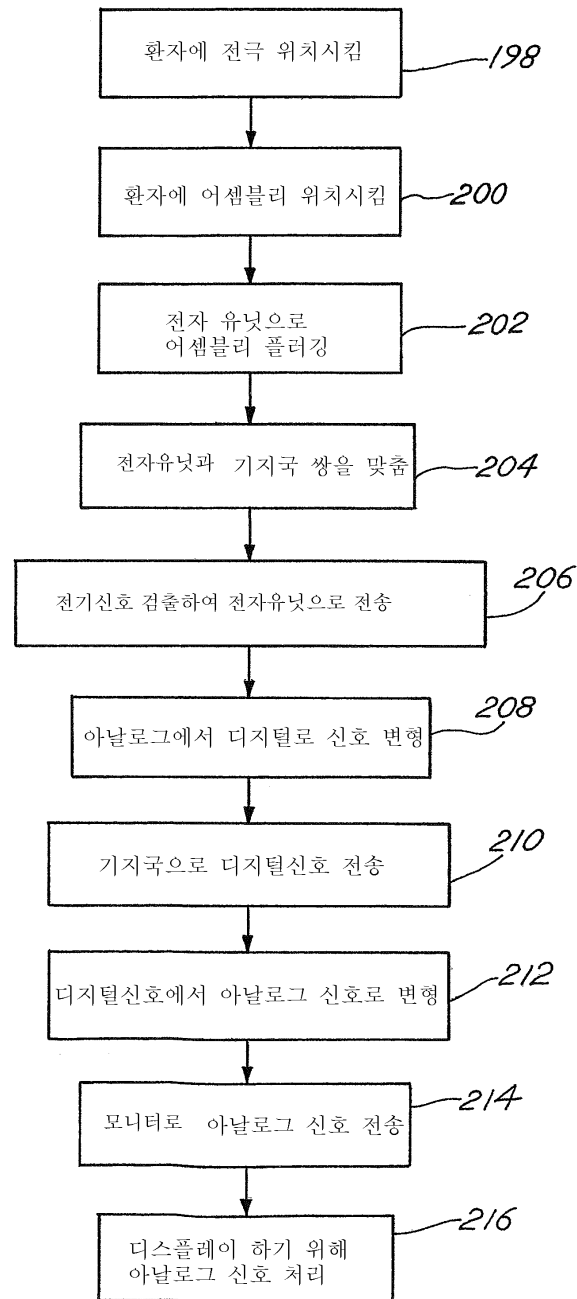 환자에 전극 위치시킴
198
환자에 어셈블리 위치시킴
200
전자 유닛으로
어셈블리 플러깅
202
전자유닛과 기지국 쌍을 맞춤
204
전기신호 검출하여 전자유닛으로 전송
206
아날로그에서 디지털로 신호 변형
208
기지국으로 디지털신호 전송
210
디지털신호에서 아날로그 신호로 변형
212
모니터로 아날로그 신호 전송
214
디스플레이 하기 위해
아날로그 신호 처리
216